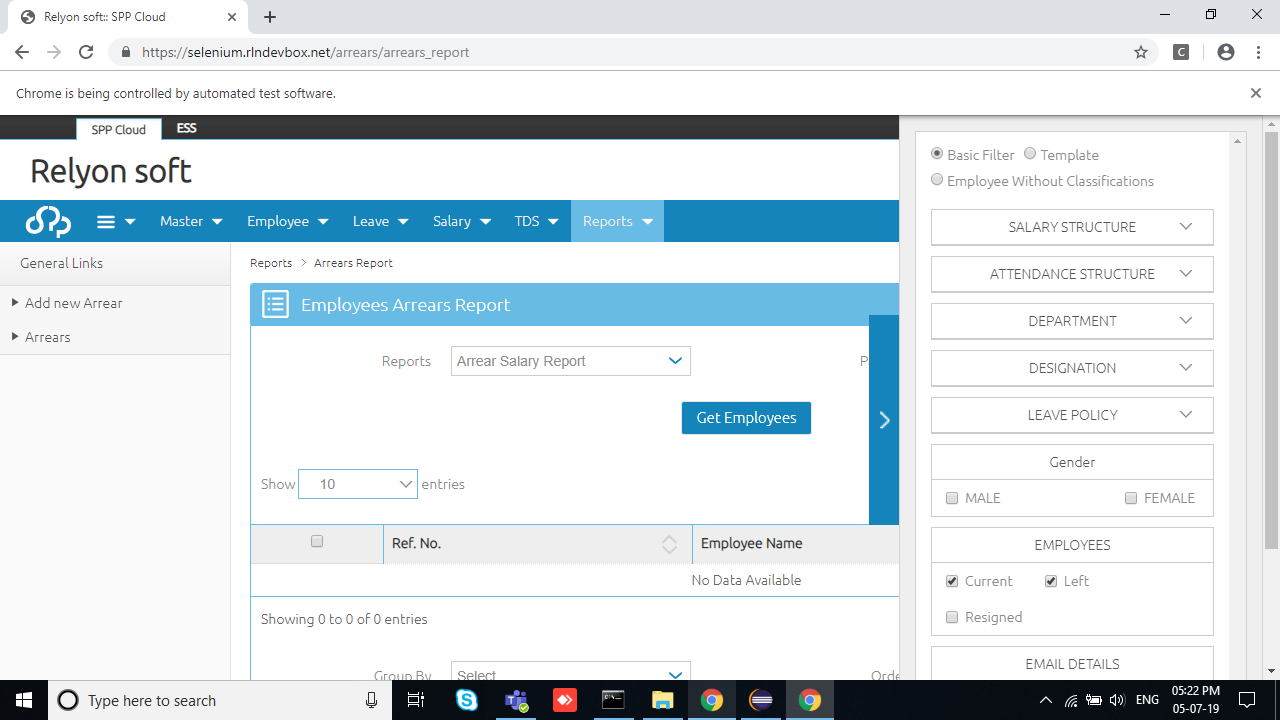 Relyon soft:: SPP Cloud
https://selenium.rlndevbox.net/arrears/arrears_report
C
Chrome is being controlled by automated test software.
SPP Cloud ESS
Relyon soft
Master Employee Leave Salary TDS Reports
General Links
Add new Arrear
Arrears
Reports > Arrears Report
Employees Arrears Report
Reports Arrear Salary Report
Get Employees
Show 10 entries
Ref. No. Employee Name
No Data Available
Showing 0 to 0 of 0 entries
Group By Select
Basic Filter Template
Employee Without Classifications
SALARY STRUCTURE
ATTENDANCE STRUCTURE
DEPARTMENT
DESIGNATION
LEAVE POLICY
Gender
MALE FEMALE
EMPLOYEES
Current Left
Resigned
EMAIL DETAILS
Type here to search
ENG
05:22 PM
05-07-19